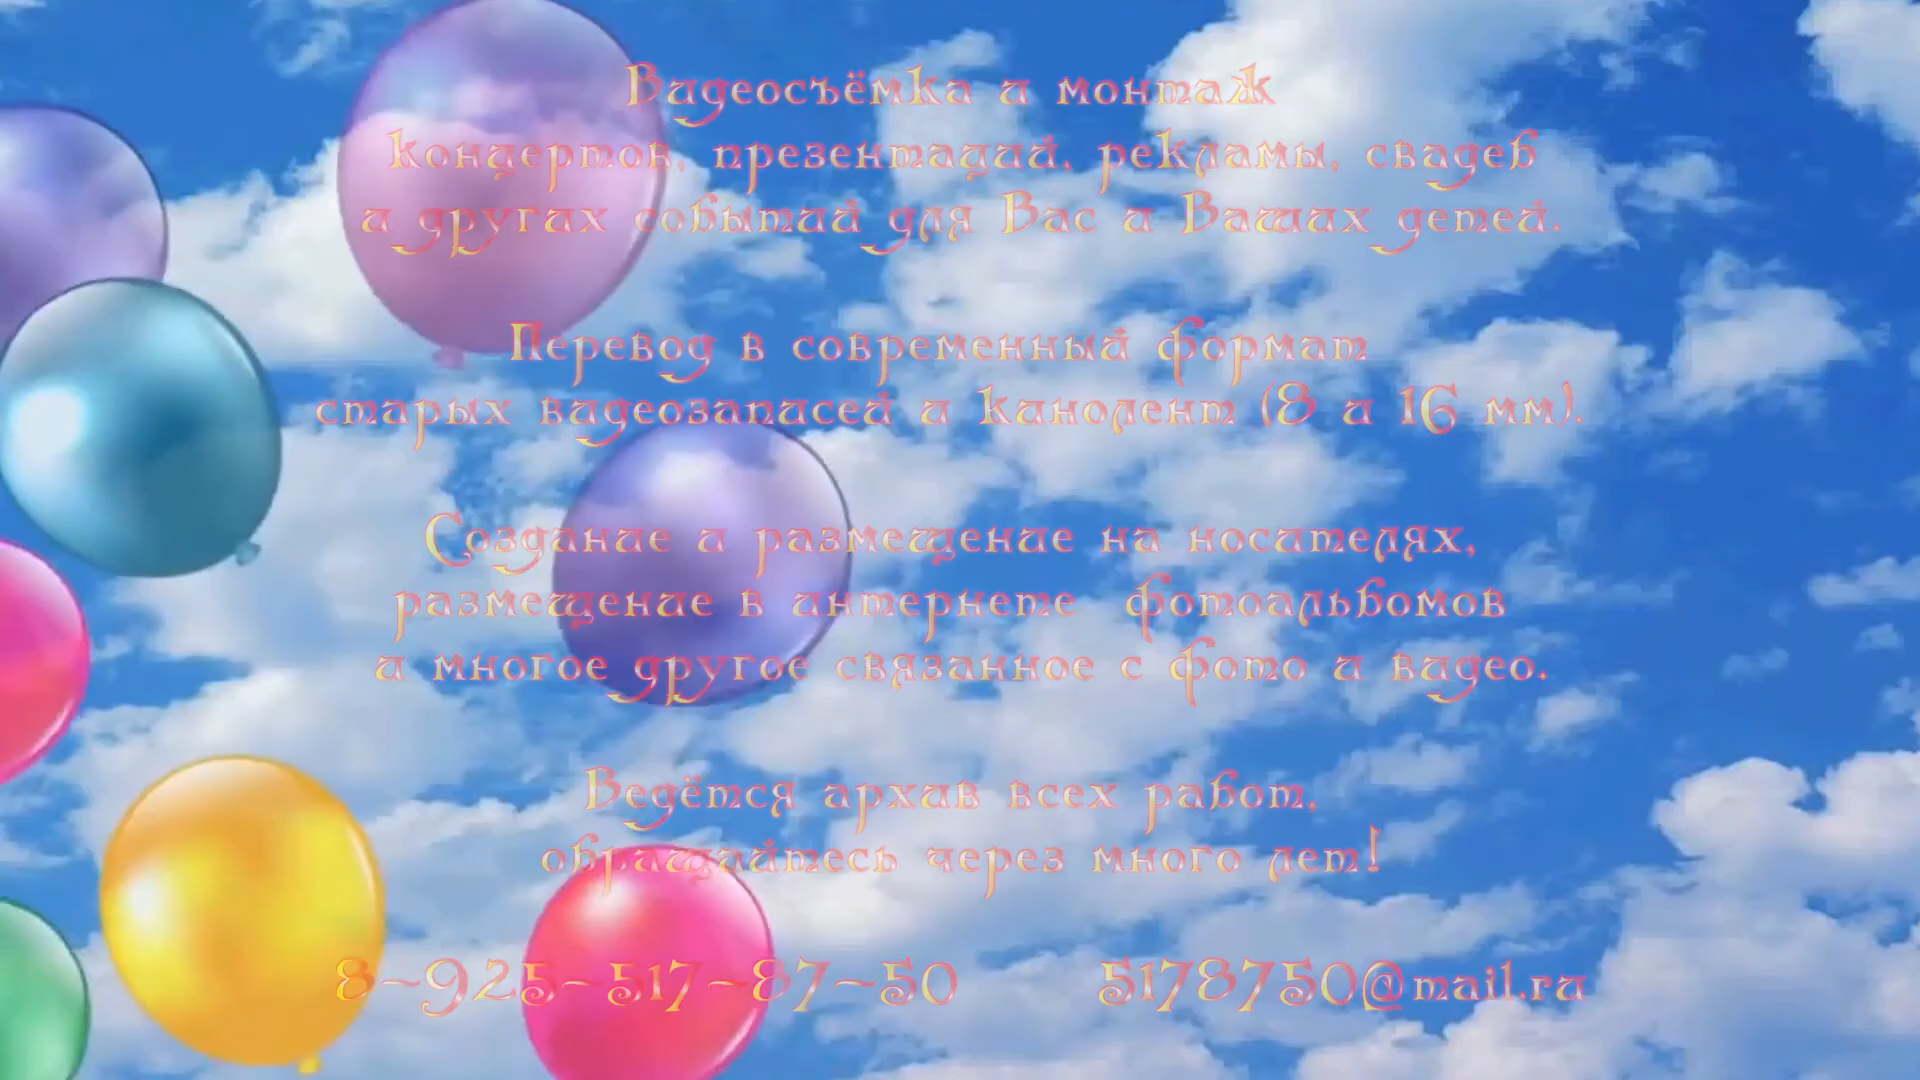 Видеосъёмка и монтаж
концертов, презентаций, рекламы, свадеб
и других событий для Вас и Ваших детей.
Перевод в современный формат
старых видеозаписей и кинолент (8 и 16 мм).
Создание и размещение на носителях,
размещение в интернете фотоальбомов
и многое другое связанное с фото и видео.
Ведётся архив всех работ,
обращайтесь через много лет!
8-925-517-87-50 5178750@mail.ru